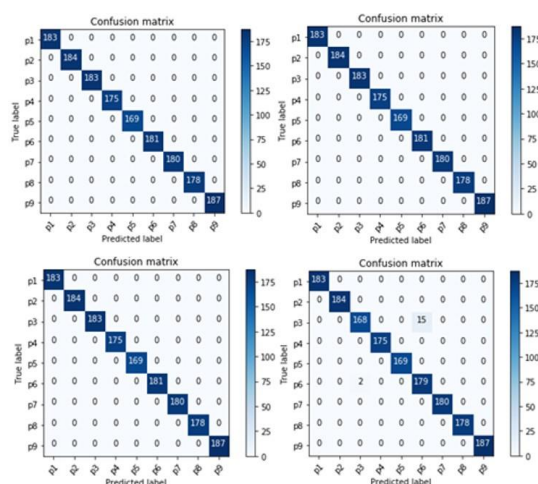 Confusion matrix
p1 183 0 0 0 0 0 0 0 0
p2 0 184 0 0 0 0 0 0 0
p3 0 0 183 0 0 0 0 0 0
p4 0 0 0 175 0 0 0 0 0
p5 0 0 0 0 169 0 0 0 0
p6 0 0 0 0 0 181 0 0 0
p7 0 0 0 0 0 0 180 0 0
p8 0 0 0 0 0 0 0 178 0
p9 0 0 0 0 0 0 0 0 187
True label
p1 p2 p3 p4 p5 p6 p7 p8 p9
Predicted label
175
150
125
100
75
50
25
0
Confusion matrix
p1 183 0 0 0 0 0 0 0 0
p2 0 184 0 0 0 0 0 0 0
p3 0 0 183 0 0 0 0 0 0
p4 0 0 0 175 0 0 0 0 0
p5 0 0 0 0 169 0 0 0 0
p6 0 0 0 0 0 181 0 0 0
p7 0 0 0 0 0 0 180 0 0
p8 0 0 0 0 0 0 0 178 0
p9 0 0 0 0 0 0 0 0 187
True label
p1 p2 p3 p4 p5 p6 p7 p8 p9
Predicted label
175
150
125
100
75
50
25
0
Confusion matrix
p1 183 0 0 0 0 0 0 0 0
p2 0 184 0 0 0 0 0 0 0
p3 0 0 183 0 0 0 0 0 0
p4 0 0 0 175 0 0 0 0 0
p5 0 0 0 0 169 0 0 0 0
p6 0 0 0 0 0 181 0 0 0
p7 0 0 0 0 0 0 180 0 0
p8 0 0 0 0 0 0 0 178 0
p9 0 0 0 0 0 0 0 0 187
True label
p1 p2 p3 p4 p5 p6 p7 p8 p9
Predicted label
175
150
125
100
75
50
25
0
Confusion matrix
p1 183 0 0 0 0 0 0 0 0
p2 0 184 0 0 0 0 0 0 0
p3 0 0 168 0 0 15 0 0 0
p4 0 0 0 175 0 0 0 0 0
p5 0 0 0 0 169 0 0 0 0
p6 0 0 2 0 0 179 0 0 0
p7 0 0 0 0 0 0 180 0 0
p8 0 0 0 0 0 0 0 178 0
p9 0 0 0 0 0 0 0 0 187
True label
p1 p2 p3 p4 p5 p6 p7 p8 p9
Predicted label
175
150
125
100
75
50
25
0